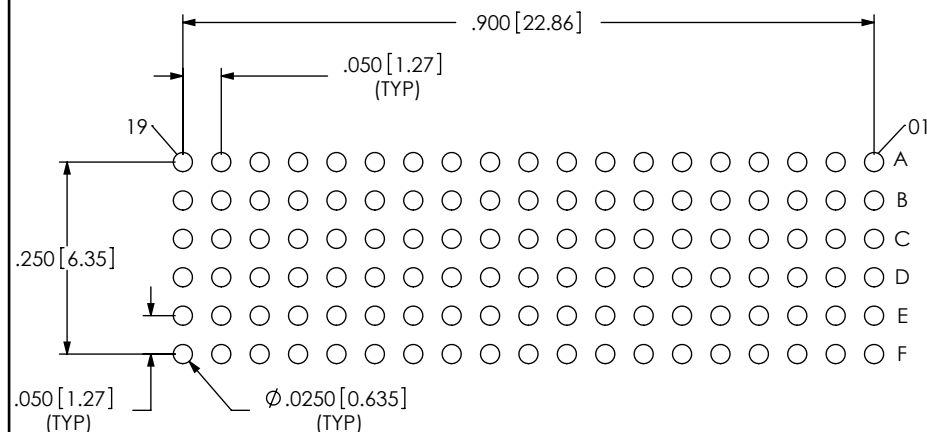 .900 [22.86]
.050 [1.27]
(TYP)
19
01
A
B
C
.250 [6.35]
D
E
F
.050 [1.27]
(TYP)
Ø .0250 [0.635]
(TYP)